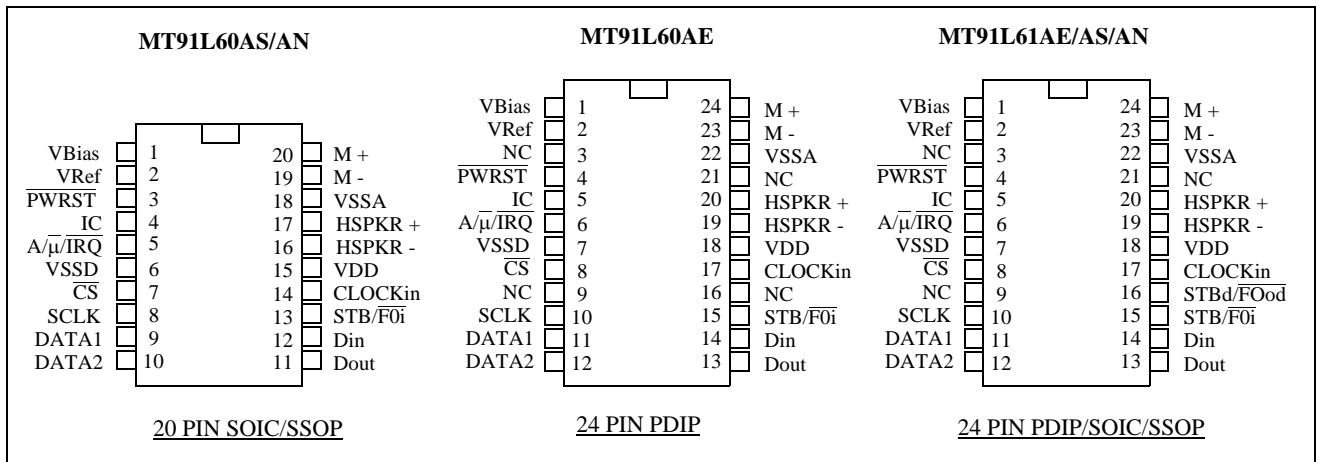 MT91L60AS/AN
VBias 1 20 M +
VRef 2 19 M -
PWRST 3 18 VSSA
IC 4 17 HSPKR +
A/μ/IRQ 5 16 HSPKR -
VSSD 6 15 VDD
CS 7 14 CLOCKin
SCLK 8 13 STB/F0i
DATA1 9 12 Din
DATA2 10 11 Dout
20 PIN SOIC/SSOP
MT91L60AE
VBias 1 24 M +
VRef 2 23 M -
NC 3 22 VSSA
PWRST 4 21 NC
IC 5 20 HSPKR +
A/μ/IRQ 6 19 HSPKR -
VSSD 7 18 VDD
CS 8 17 CLOCKin
NC 9 16 NC
SCLK 10 15 STB/F0i
DATA1 11 14 Din
DATA2 12 13 Dout
24 PIN PDIP
MT91L61AE/AS/AN
VBias 1 24 M +
VRef 2 23 M -
NC 3 22 VSSA
PWRST 4 21 NC
IC 5 20 HSPKR +
A/μ/IRQ 6 19 HSPKR -
VSSD 7 18 VDD
CS 8 17 CLOCKin
NC 9 16 STBd/FOod
SCLK 10 15 STB/F0i
DATA1 11 14 Din
DATA2 12 13 Dout
24 PIN PDIP/SOIC/SSOP